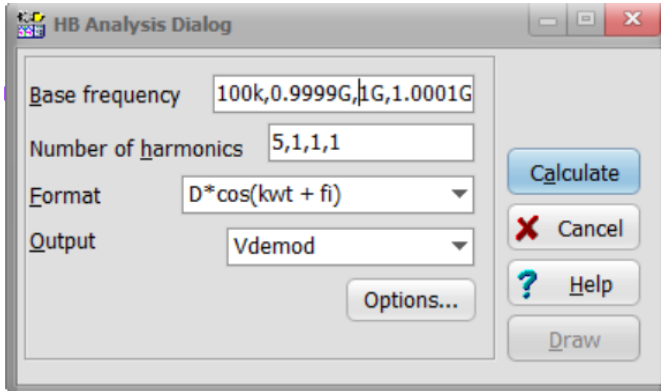 HB Analysis Dialog
Base frequency 100k,0.9999G,1G,1.0001G
Number of harmonics 5,1,1,1
Format D*cos(kwt + fi)
Output Vdemod
Options...
Calculate
Cancel
Help
Draw